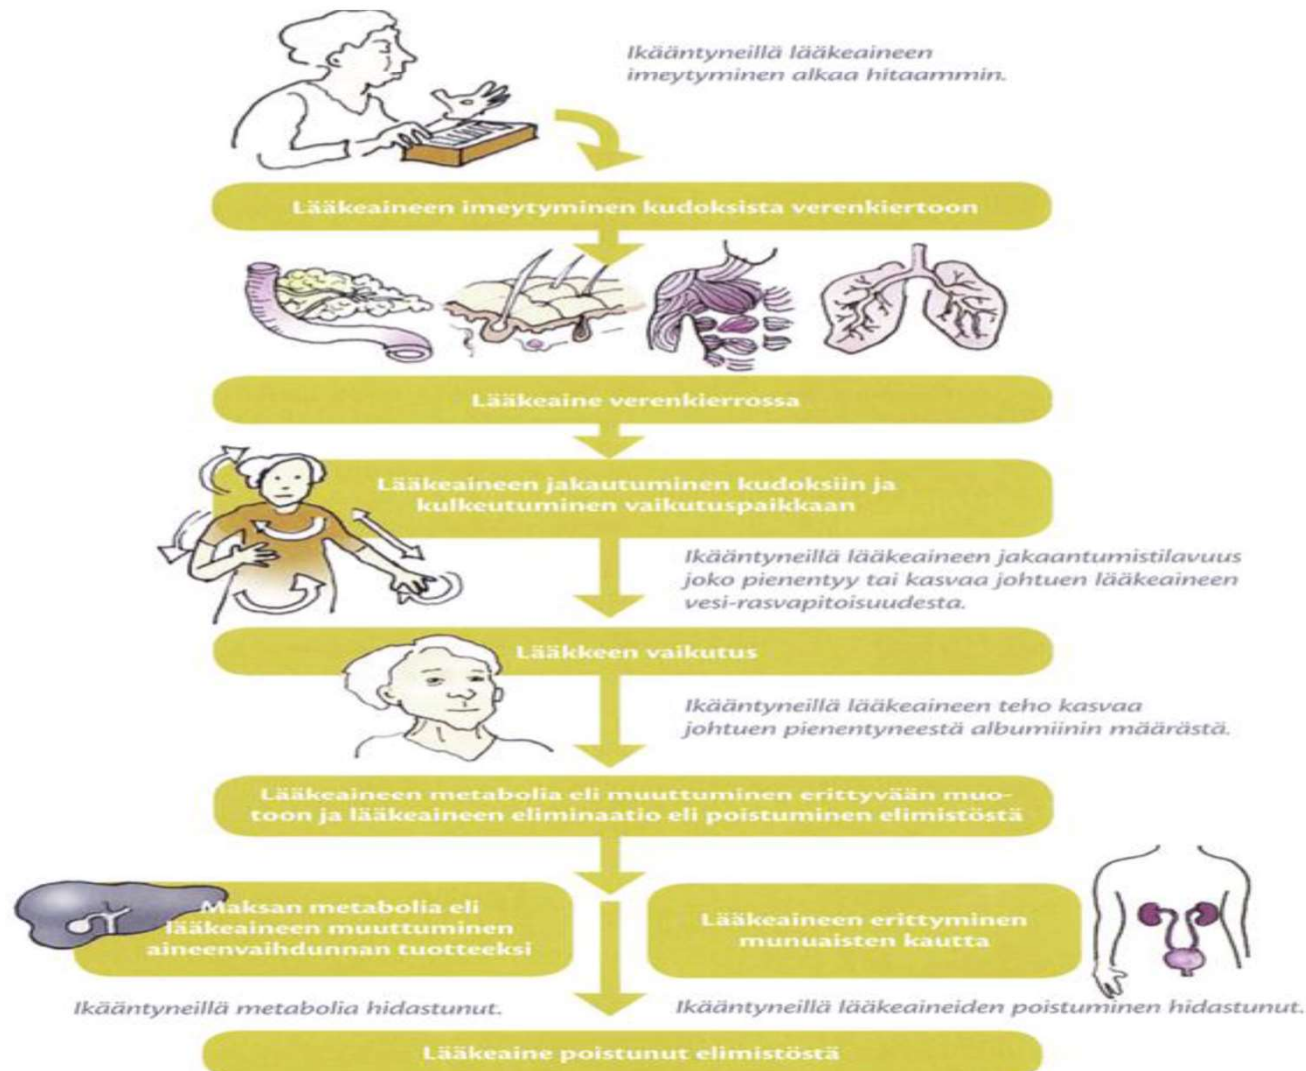 Ikääntyneillä lääkeaineen
imeytyminen alkaa hitaammin.
Lääkeaineen imeytyminen kudoksista verenkiertoon
Lääkeaine verenkierrossa
Lääkeaineen jakautuminen kudoksiin ja
kulkeutuminen vaikutuspaikkaan
Ikääntyneillä lääkeaineen jakaantumistilavuus
joko pienentyy tai kasvaa johtuen lääkeaineen
vesi-rasvapitoisuudesta.
Lääkkeen vaikutus
Ikääntyneillä lääkeaineen teho kasvaa
johtuen pienentyneestä albumiinin määrästä.
Lääkeaineen metabolia eli muuttuminen erittyvään muo-
toon ja lääkeaineen eliminaatio eli poistuminen elimistöstä
Maksan metabolia eli
lääkeaineen muuttuminen
aineenvaihdunnan tuotteeksi
Lääkeaineen erittyminen
munuaisten kautta
Ikääntyneillä metabolia hidastunut.
Ikääntyneillä lääkeaineiden poistuminen hidastunut.
Lääkeaine poistunut elimistöstä